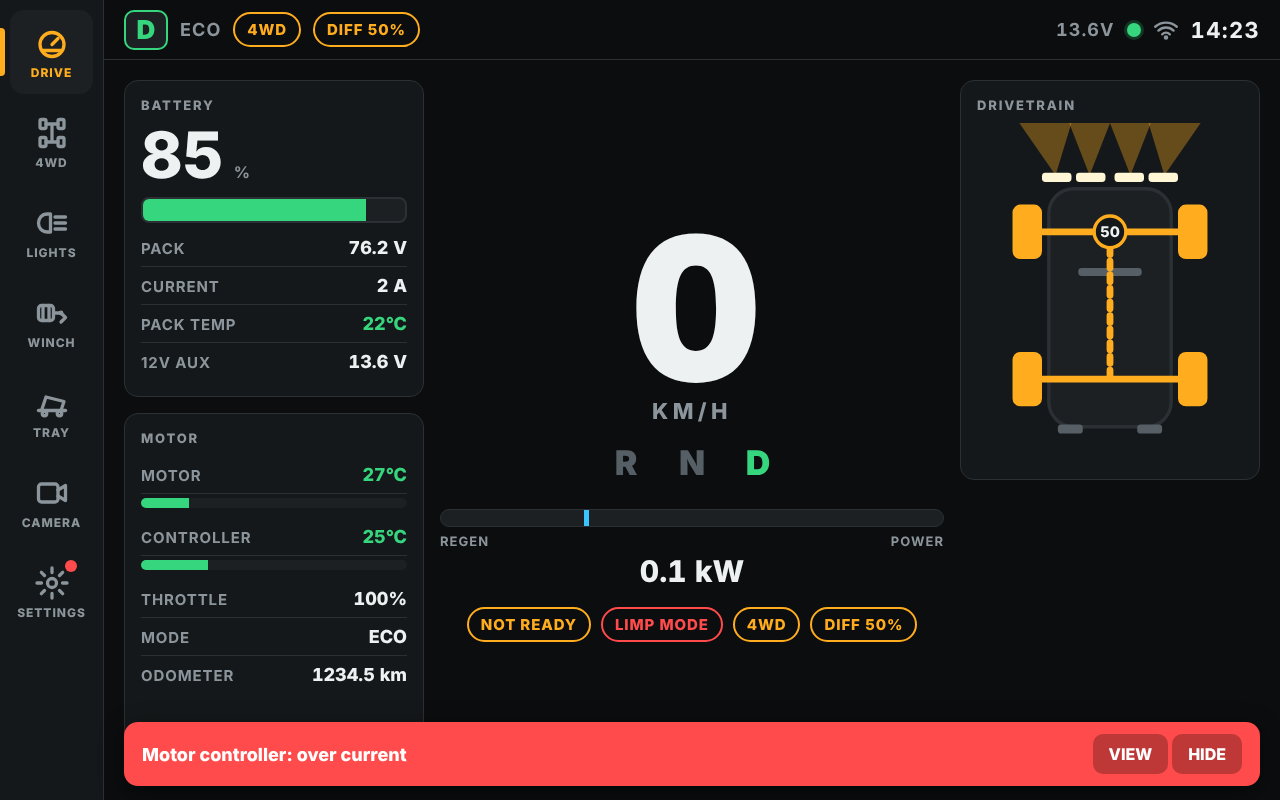 D ECO 4WD DIFF 50% 13.6V 14:23
DRIVE
4WD
LIGHTS
WINCH
TRAY
CAMERA
SETTINGS
BATTERY
85 %
PACK 76.2 V
CURRENT 2 A
PACK TEMP 22°C
12V AUX 13.6 V
MOTOR
MOTOR 27°C
CONTROLLER 25°C
THROTTLE 100%
MODE ECO
ODOMETER 1234.5 km
0
KM/H
R N D
REGEN POWER
0.1 kW
NOT READY LIMP MODE 4WD DIFF 50%
DRIVETRAIN
50
Motor controller: over current VIEW HIDE